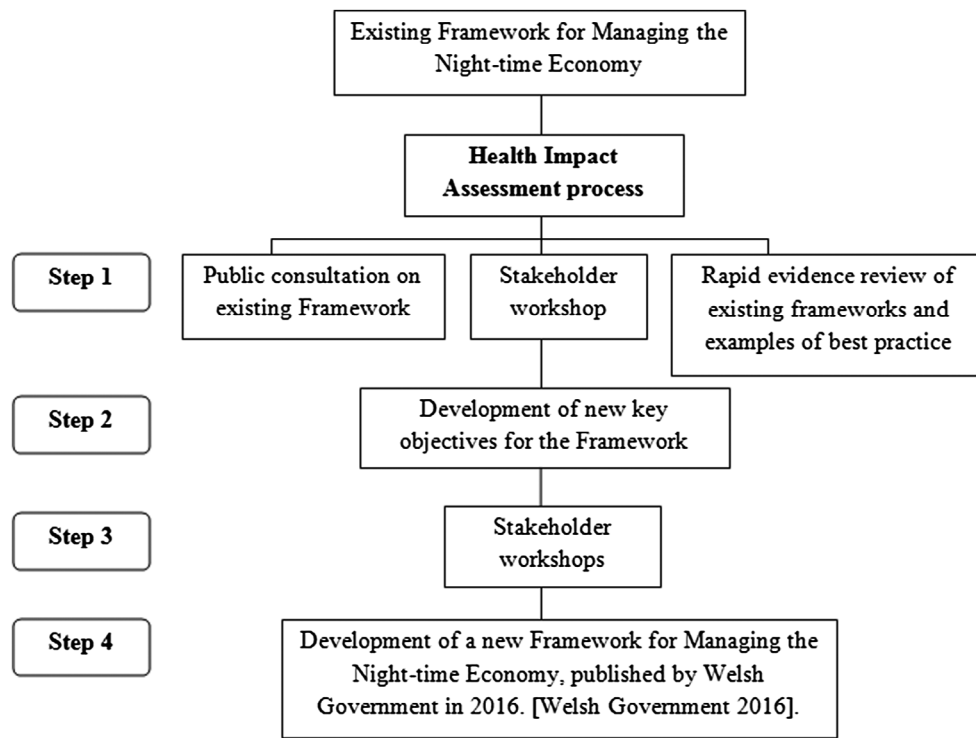 Existing Framework for Managing the
Night-time Economy
Health Impact
Assessment process
Step 1
Public consultation on
existing Framework
Stakeholder
workshop
Rapid evidence review of
existing frameworks and
examples of best practice
Step 2
Development of new key
objectives for the Framework
Step 3
Stakeholder
workshops
Step 4
Development of a new Framework for Managing the
Night-time Economy, published by Welsh
Government in 2016. [Welsh Government 2016].